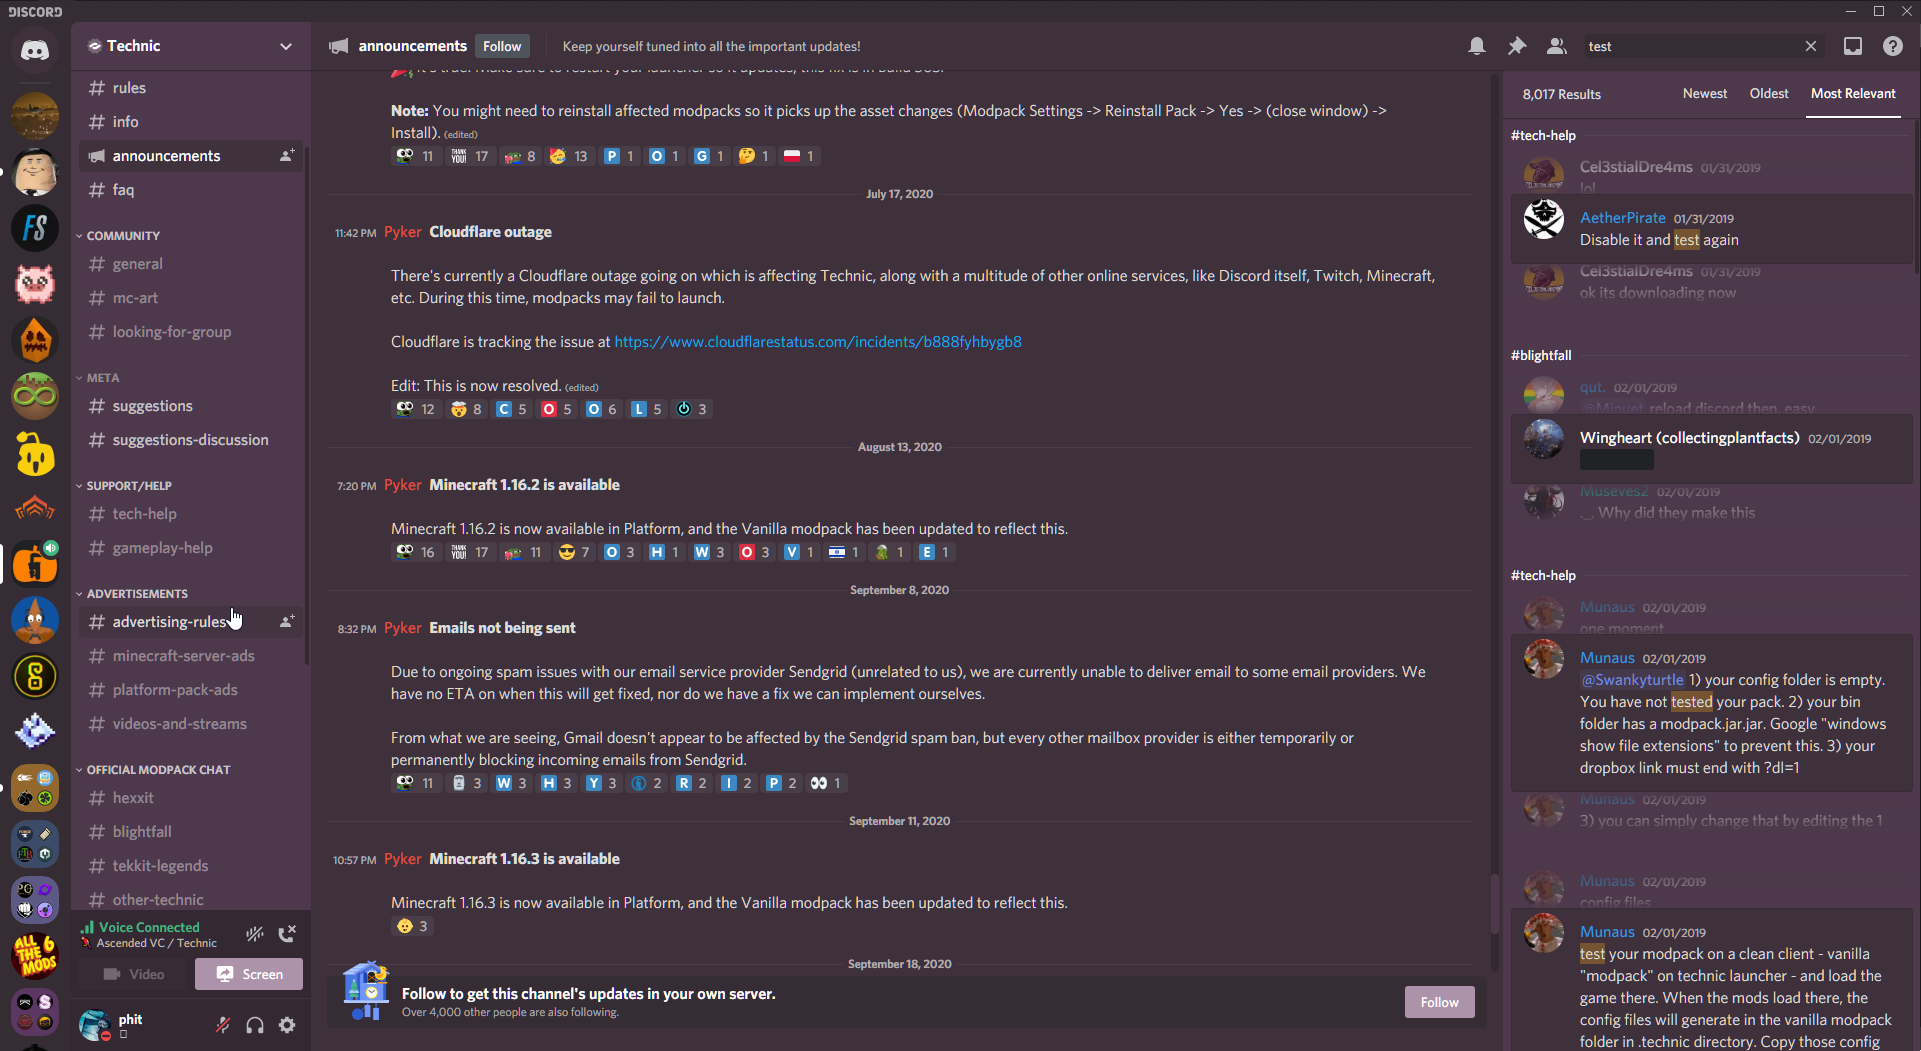 DISCORD
Technic
announcements
Follow
Keep yourself tuned into all the important updates!
test
rules
info
announcements
faq
COMMUNITY
general
mc-art
looking-for-group
META
suggestions
suggestions-discussion
SUPPORT/HELP
tech-help
gameplay-help
ADVERTISEMENTS
advertising-rules
minecraft-server-ads
platform-pack-ads
videos-and-streams
OFFICIAL MODPACK CHAT
hexxit
blightfall
tekkit-legends
other-technic
Voice Connected
Ascended VC / Technic
Video
Screen
phit
FS
ALL THE MODS 6
Note: You might need to reinstall affected modpacks so it picks up the asset changes (Modpack Settings -> Reinstall Pack -> Yes -> (close window) ->
Install). (edited)
11 THANK YOU! 17 8 13 P 1 O 1 G 1 1 1
July 17, 2020
11:42 PM Pyker Cloudflare outage
There's currently a Cloudflare outage going on which is affecting Technic, along with a multitude of other online services, like Discord itself, Twitch, Minecraft,
etc. During this time, modpacks may fail to launch.
Cloudflare is tracking the issue at https://www.cloudflarestatus.com/incidents/b888fyhbygb8
Edit: This is now resolved. (edited)
12 8 C 5 O 5 O 6 L 5 3
August 13, 2020
7:20 PM Pyker Minecraft 1.16.2 is available
Minecraft 1.16.2 is now available in Platform, and the Vanilla modpack has been updated to reflect this.
16 THANK YOU! 17 11 7 O 3 H 1 W 3 O 3 V 1 1 1 E 1
September 8, 2020
8:32 PM Pyker Emails not being sent
Due to ongoing spam issues with our email service provider Sendgrid (unrelated to us), we are currently unable to deliver email to some email providers. We
have no ETA on when this will get fixed, nor do we have a fix we can implement ourselves.
From what we are seeing, Gmail doesn't appear to be affected by the Sendgrid spam ban, but every other mailbox provider is either temporarily or
permanently blocking incoming emails from Sendgrid.
11 3 W 3 H 3 Y 3 2 R 2 I 2 P 2 1
September 11, 2020
10:57 PM Pyker Minecraft 1.16.3 is available
Minecraft 1.16.3 is now available in Platform, and the Vanilla modpack has been updated to reflect this.
3
September 18, 2020
Follow to get this channel's updates in your own server.
Over 4,000 other people are also following.
Follow
8,017 Results
Newest
Oldest
Most Relevant
#tech-help
Cel3stialDre4ms 01/31/2019
lol
AetherPirate 01/31/2019
Disable it and test again
Cel3stialDre4ms 01/31/2019
ok its downloading now
#blightfall
qut. 02/01/2019
@Minuet reload discord then. easy
Wingheart (collectingplantfacts) 02/01/2019
Museves2 02/01/2019
._. Why did they make this
#tech-help
Munaus 02/01/2019
one moment
Munaus 02/01/2019
@Swankyturtle 1) your config folder is empty.
You have not tested your pack. 2) your bin
folder has a modpack.jar.jar. Google "windows
show file extensions" to prevent this. 3) your
dropbox link must end with ?dl=1
Munaus 02/01/2019
3) you can simply change that by editing the 1
Munaus 02/01/2019
config files
Munaus 02/01/2019
test your modpack on a clean client - vanilla
"modpack" on technic launcher - and load the
game there. When the mods load there, the
config files will generate in the vanilla modpack
folder in .technic directory. Copy those config